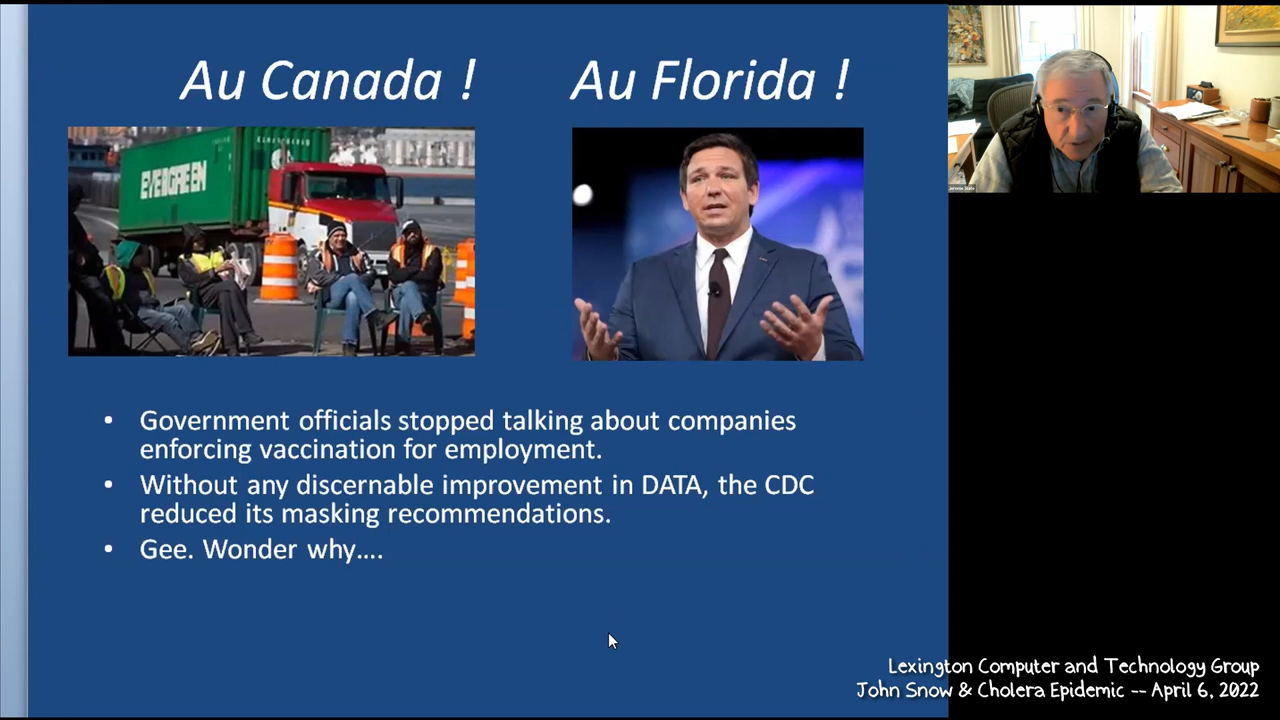 Au Canada !
Au Florida !
EVERGREEN
• Government officials stopped talking about companies
enforcing vaccination for employment.
• Without any discernable improvement in DATA, the CDC
reduced its masking recommendations.
• Gee. Wonder why....
Lexington Computer and Technology Group
John Snow & Cholera Epidemic -- April 6, 2022